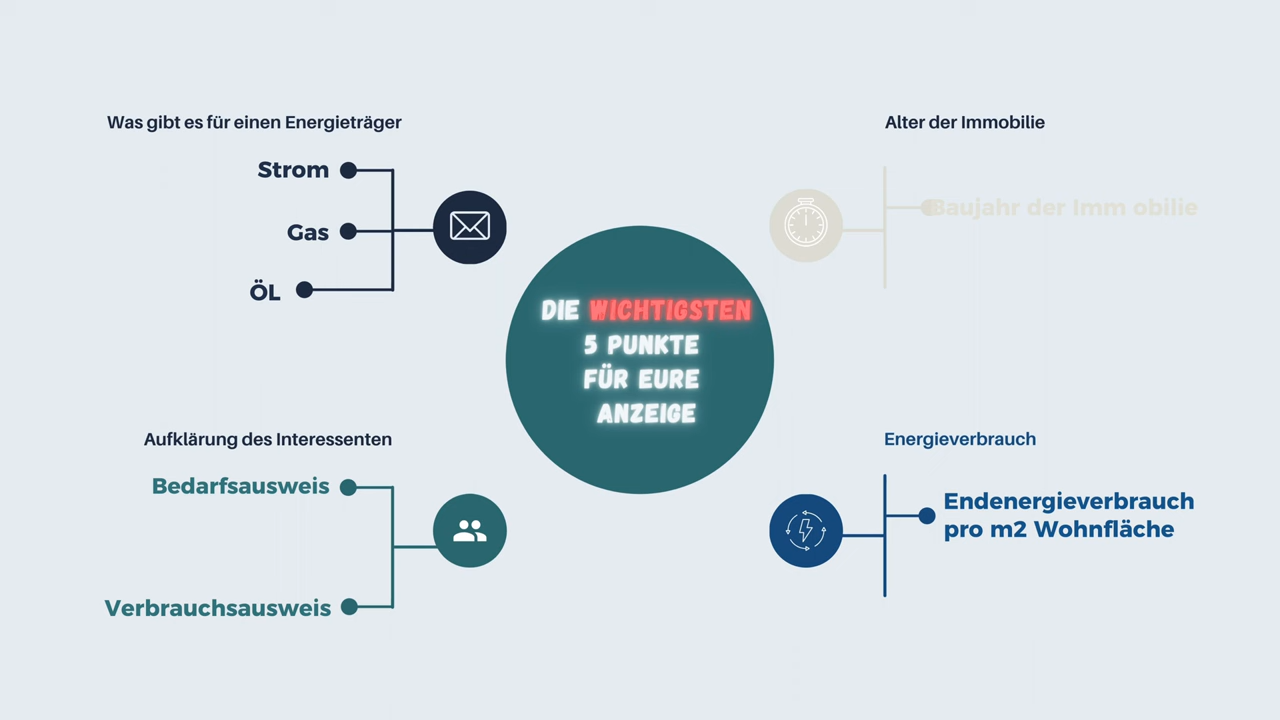 Was gibt es für einen Energieträger
Strom
Gas
ÖL
Aufklärung des Interessenten
Bedarfsausweis
Verbrauchsausweis
DIE WICHTIGSTEN
5 PUNKTE
FÜR EURE
ANZEIGE
Alter der Immobilie
Baujahr der Imm obilie
Energieverbrauch
Endenergieverbrauch
pro m2 Wohnfläche